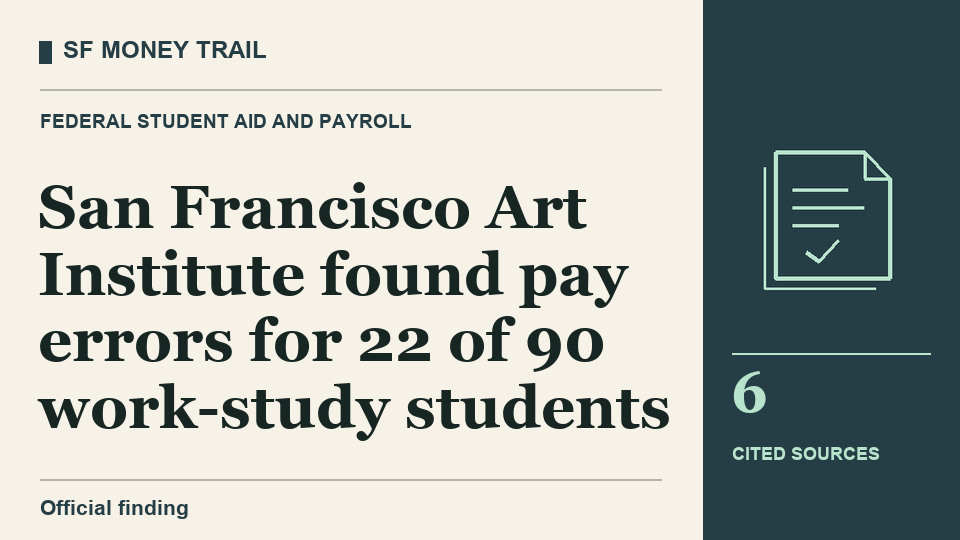 SF MONEY TRAIL
FEDERAL STUDENT AID AND PAYROLL
San Francisco Art
Institute found pay
errors for 22 of 90
work-study students
Official finding
6
CITED SOURCES